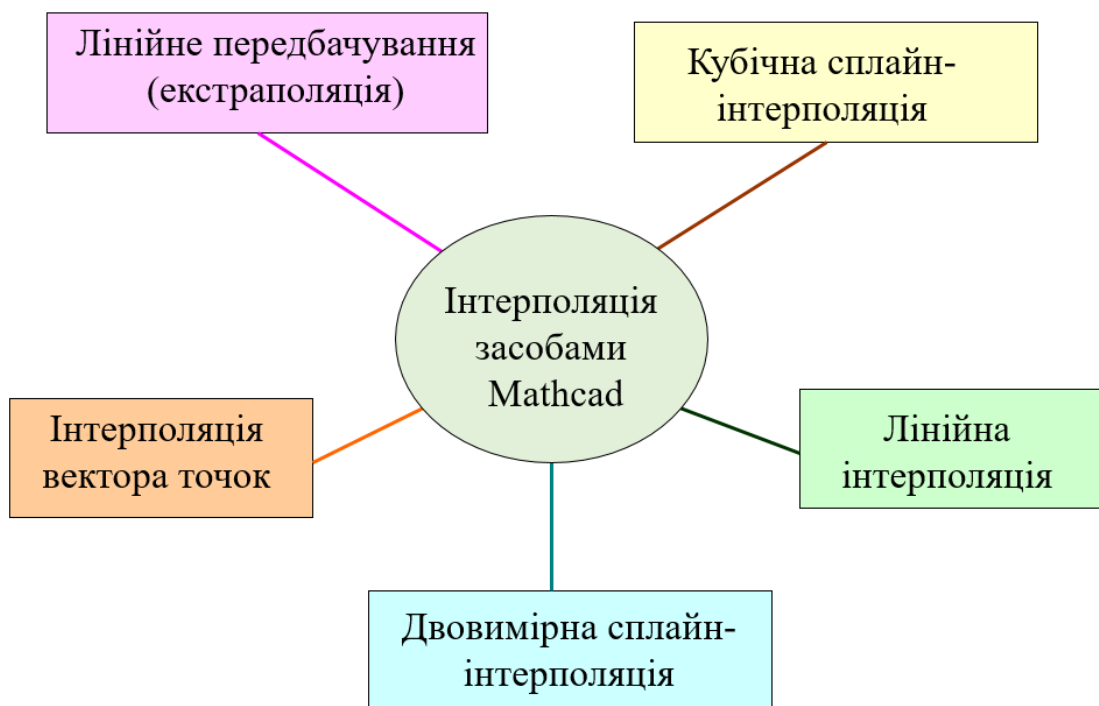 Лінійне передбачування
(екстраполяція)
Кубічна сплайн-
інтерполяція
Інтерполяція
засобами
Mathcad
Інтерполяція
вектора точок
Лінійна
інтерполяція
Двовимірна сплайн-
інтерполяція